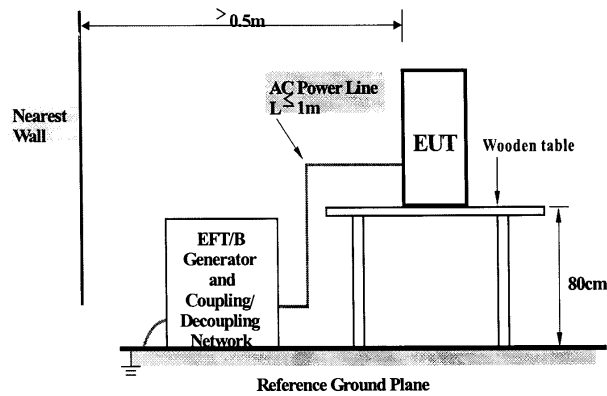 > 0.5m
AC Power Line
L ≤ 1m
Nearest
Wall
EUT
Wooden table
EFT/B
Generator
and
Coupling/
Decoupling
Network
80cm
Reference Ground Plane